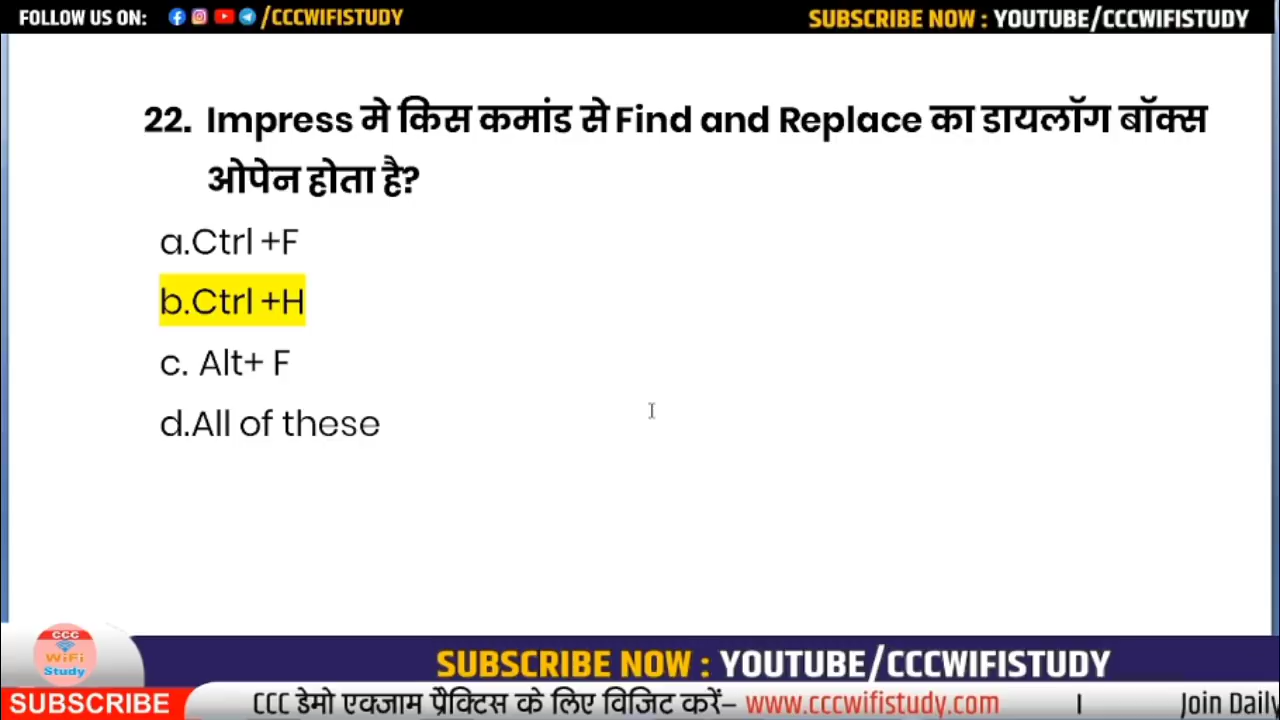 FOLLOW US ON: /CCCWIFISTUDY
SUBSCRIBE NOW : YOUTUBE/CCCWIFISTUDY
22. Impress मे किस कमांड से Find and Replace का डायलॉग बॉक्स
ओपेन होता है?
a.Ctrl +F
b.Ctrl +H
c. Alt+ F
d.All of these
CCC
WiFi
Study
SUBSCRIBE NOW : YOUTUBE/CCCWIFISTUDY
SUBSCRIBE
CCC डेमो एक्जाम प्रैक्टिस के लिए विजिट करें– www.cccwifistudy.com
I
Join Daily